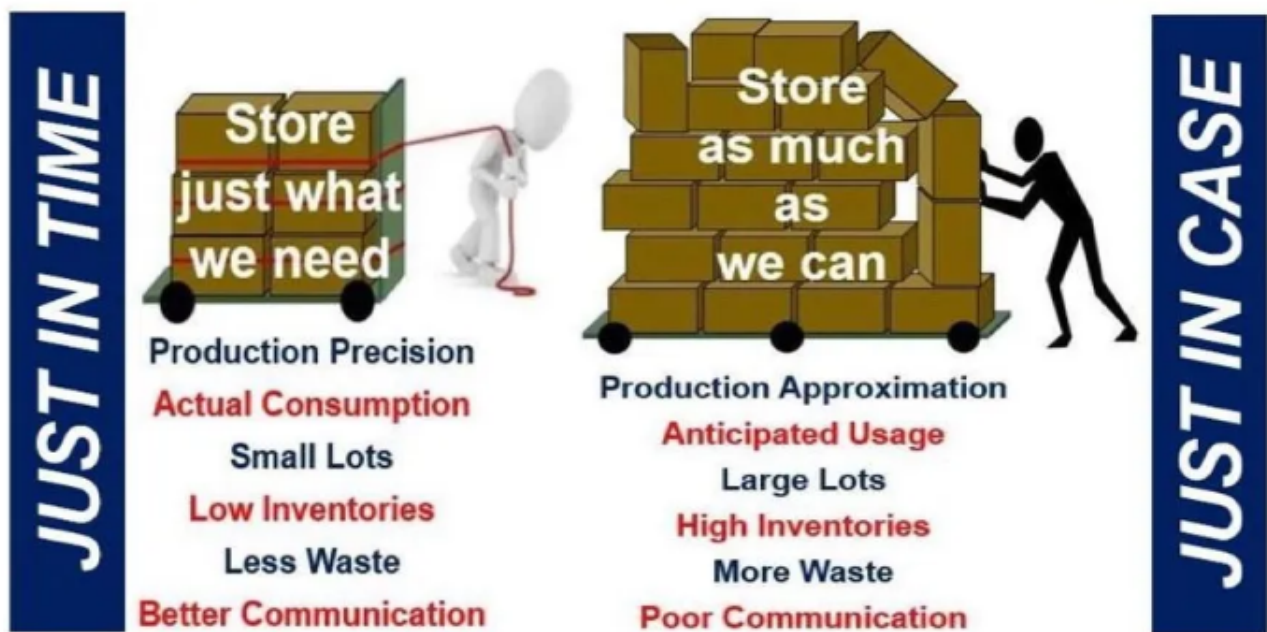 JUST IN TIME
Store
just what
we need
Production Precision
Actual Consumption
Small Lots
Low Inventories
Less Waste
Better Communication
Store
as much
as
we can
Production Approximation
Anticipated Usage
Large Lots
High Inventories
More Waste
Poor Communication
JUST IN CASE